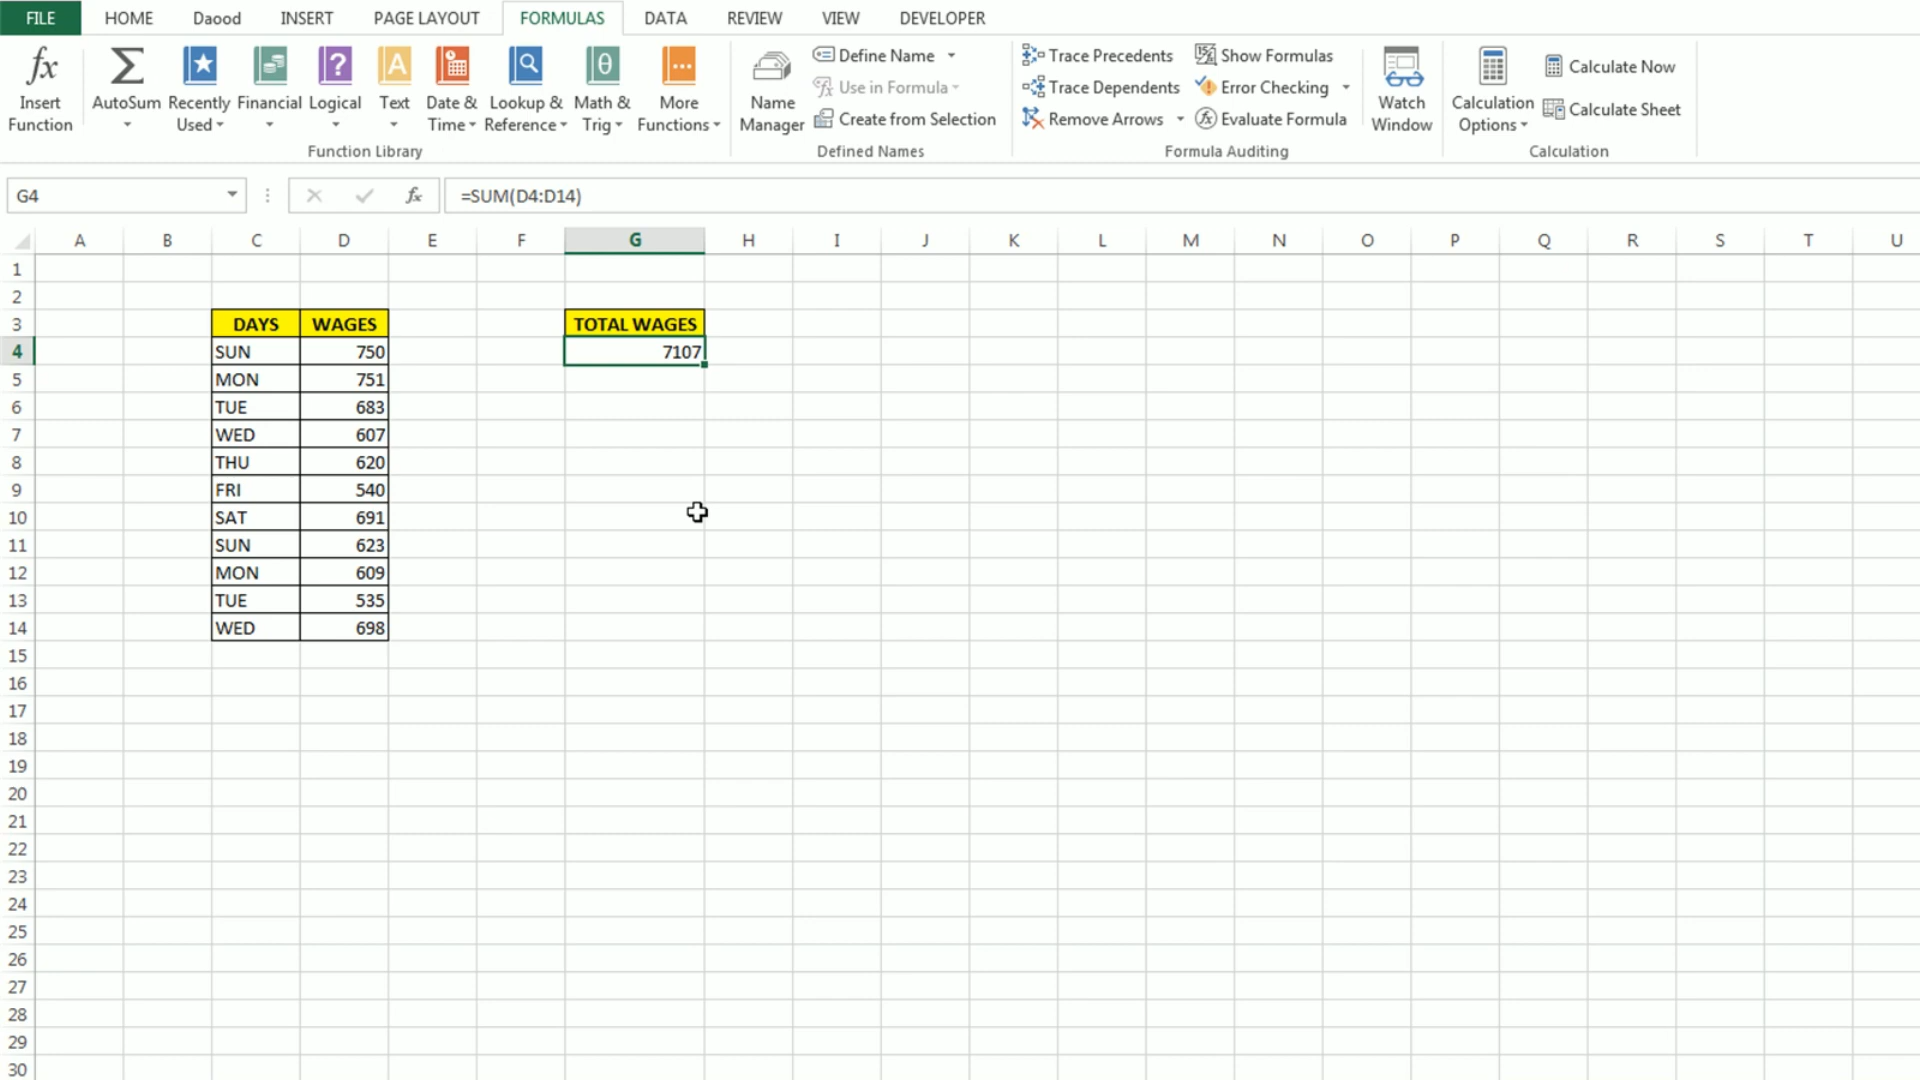 FILE HOME Daood INSERT PAGE LAYOUT FORMULAS DATA REVIEW VIEW DEVELOPER
fx Insert Function
Σ AutoSum
Recently Used
Financial
Logical
Text
Date & Time
Lookup & Reference
Math & Trig
More Functions
Function Library
Name Manager
Define Name
Use in Formula
Create from Selection
Defined Names
Trace Precedents
Trace Dependents
Remove Arrows
Show Formulas
Error Checking
Evaluate Formula
Formula Auditing
Watch Window
Calculation Options
Calculate Now
Calculate Sheet
Calculation
G4 fx =SUM(D4:D14)
A B C D E F G H I J K L M N O P Q R S T U
1
2
3 DAYS WAGES TOTAL WAGES
4 SUN 750 7107
5 MON 751
6 TUE 683
7 WED 607
8 THU 620
9 FRI 540
10 SAT 691
11 SUN 623
12 MON 609
13 TUE 535
14 WED 698
15
16
17
18
19
20
21
22
23
24
25
26
27
28
29
30